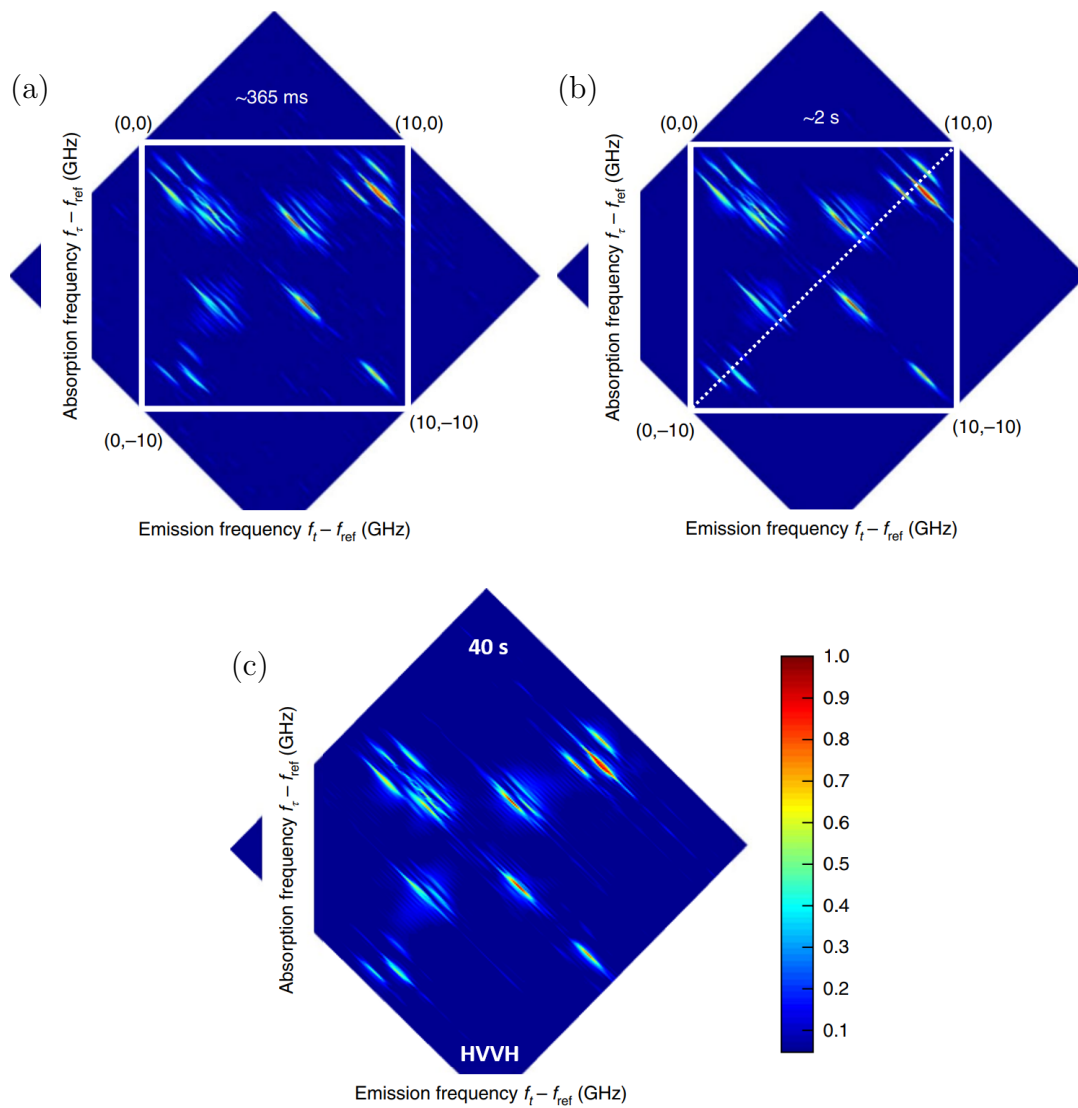 (a)
~365 ms
(0,0)
(10,0)
Absorption frequency fτ – fref (GHz)
(0,–10)
(10,–10)
Emission frequency ft – fref (GHz)
(b)
~2 s
(0,0)
(10,0)
Absorption frequency fτ – fref (GHz)
(0,–10)
(10,–10)
Emission frequency ft – fref (GHz)
(c)
40 s
Absorption frequency fτ – fref (GHz)
HVVH
Emission frequency ft – fref (GHz)
1.0
0.9
0.8
0.7
0.6
0.5
0.4
0.3
0.2
0.1